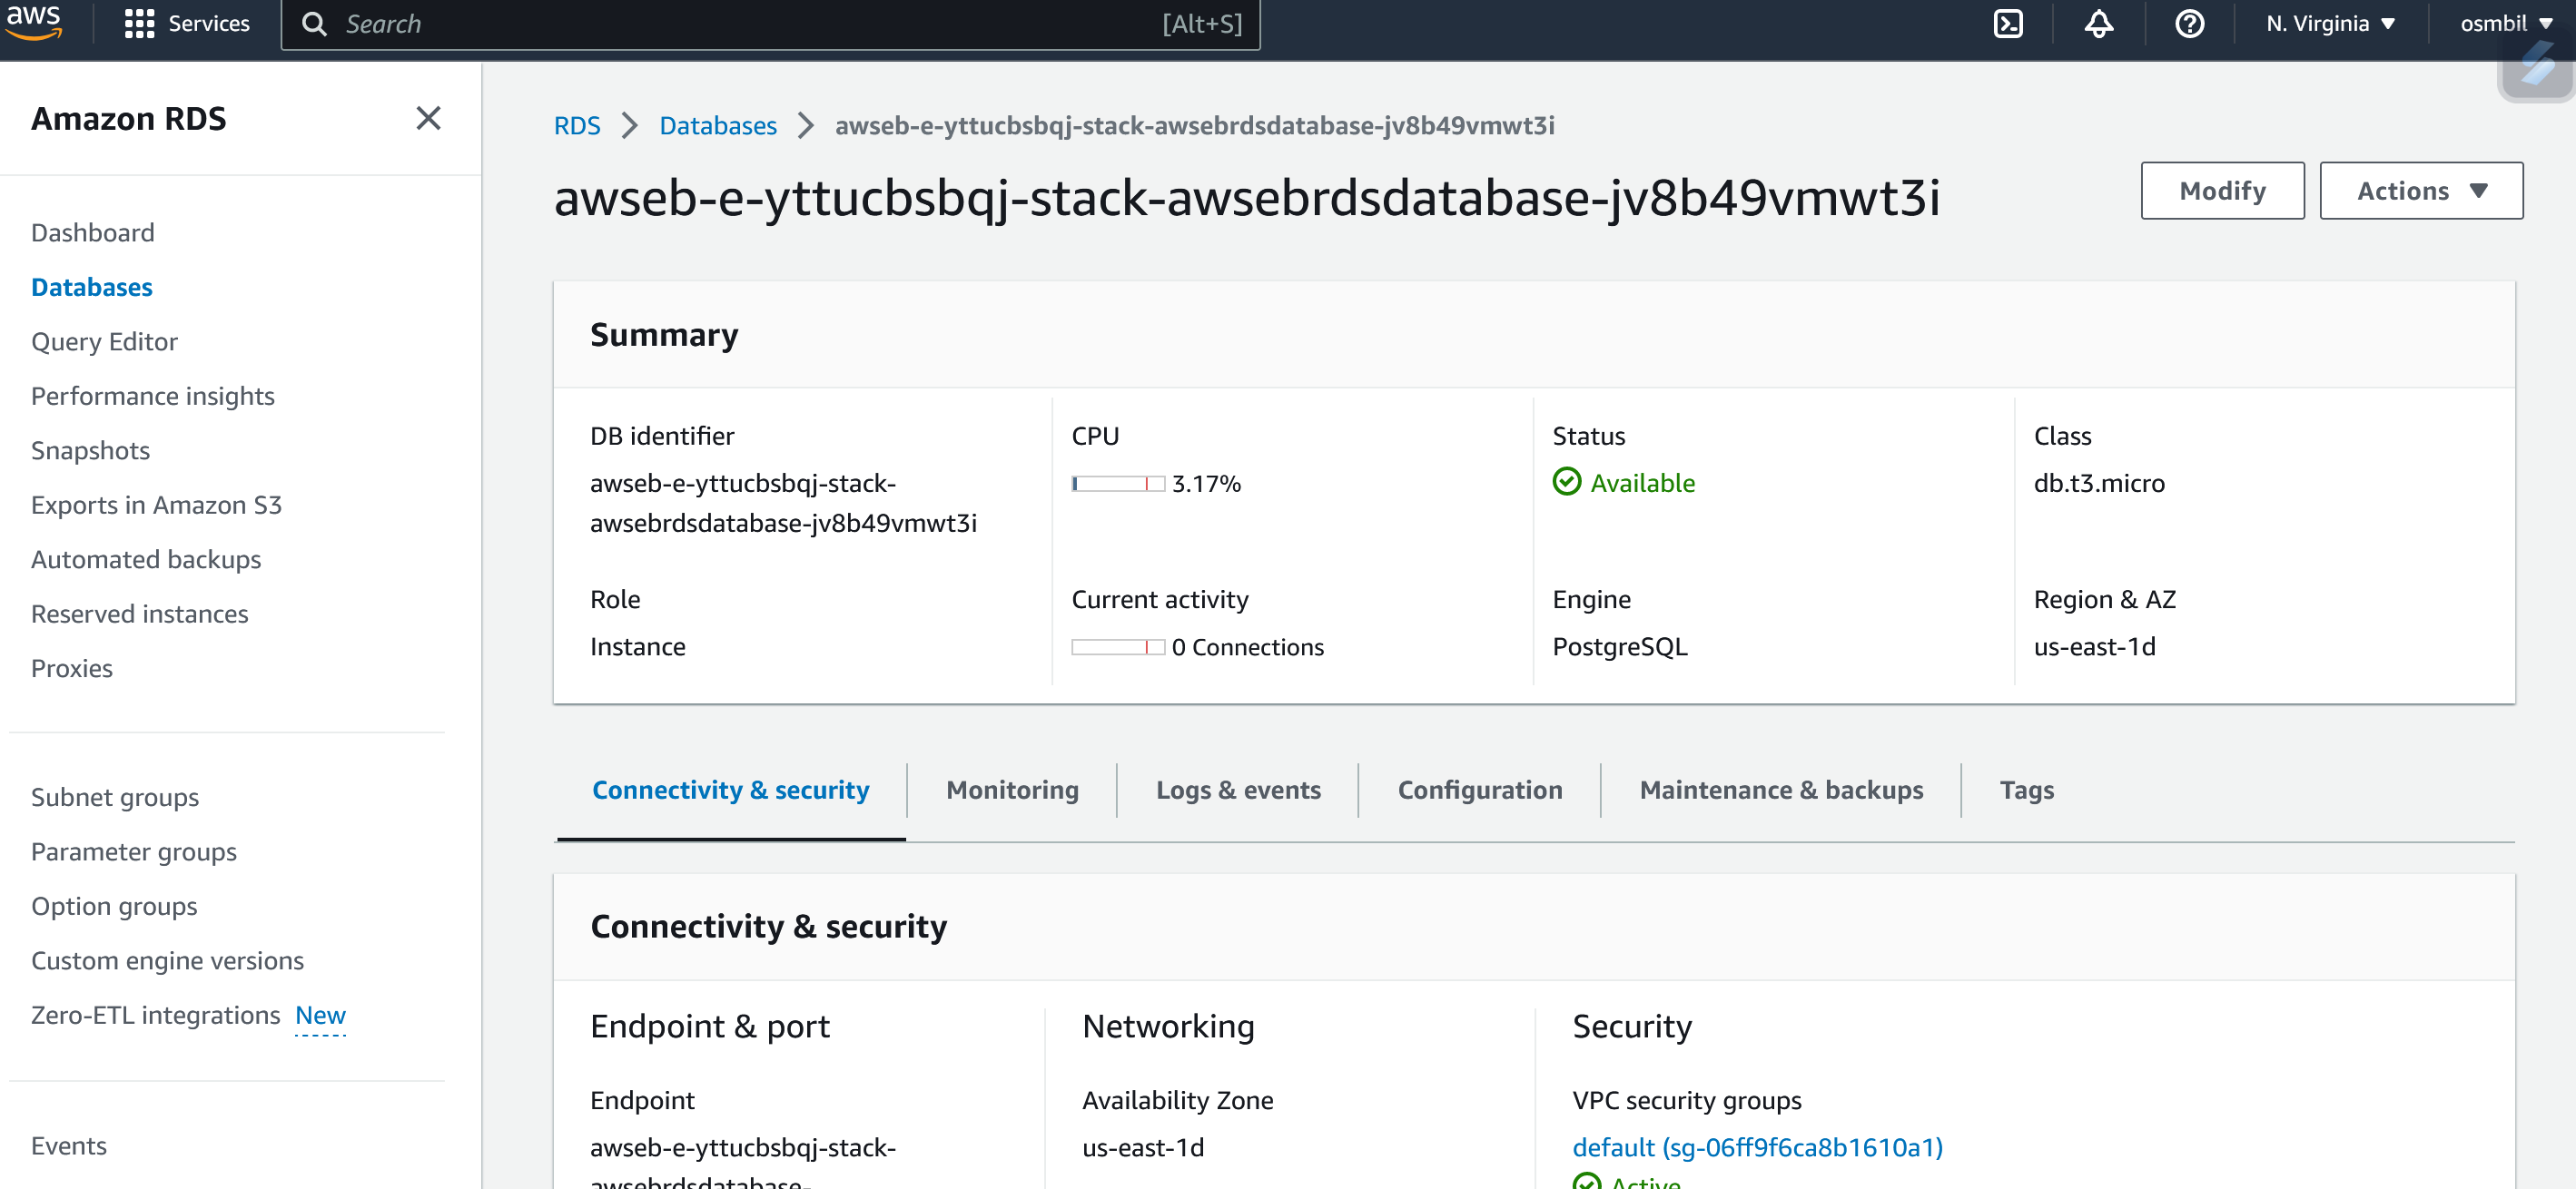 aws
Services
Search
[Alt+S]
N. Virginia
osmbil
Amazon RDS
Dashboard
Databases
Query Editor
Performance insights
Snapshots
Exports in Amazon S3
Automated backups
Reserved instances
Proxies
Subnet groups
Parameter groups
Option groups
Custom engine versions
Zero-ETL integrations New
Events
RDS
Databases
awseb-e-yttucbsbqj-stack-awsebrdsdatabase-jv8b49vmwt3i
awseb-e-yttucbsbqj-stack-awsebrdsdatabase-jv8b49vmwt3i
Modify
Actions
Summary
DB identifier
awseb-e-yttucbsbqj-stack-
awsebrdsdatabase-jv8b49vmwt3i
CPU
3.17%
Status
Available
Class
db.t3.micro
Role
Instance
Current activity
0 Connections
Engine
PostgreSQL
Region & AZ
us-east-1d
Connectivity & security
Monitoring
Logs & events
Configuration
Maintenance & backups
Tags
Connectivity & security
Endpoint & port
Endpoint
awseb-e-yttucbsbqj-stack-
awsebrdsdatabase-
Networking
Availability Zone
us-east-1d
Security
VPC security groups
default (sg-06ff9f6ca8b1610a1)
Active